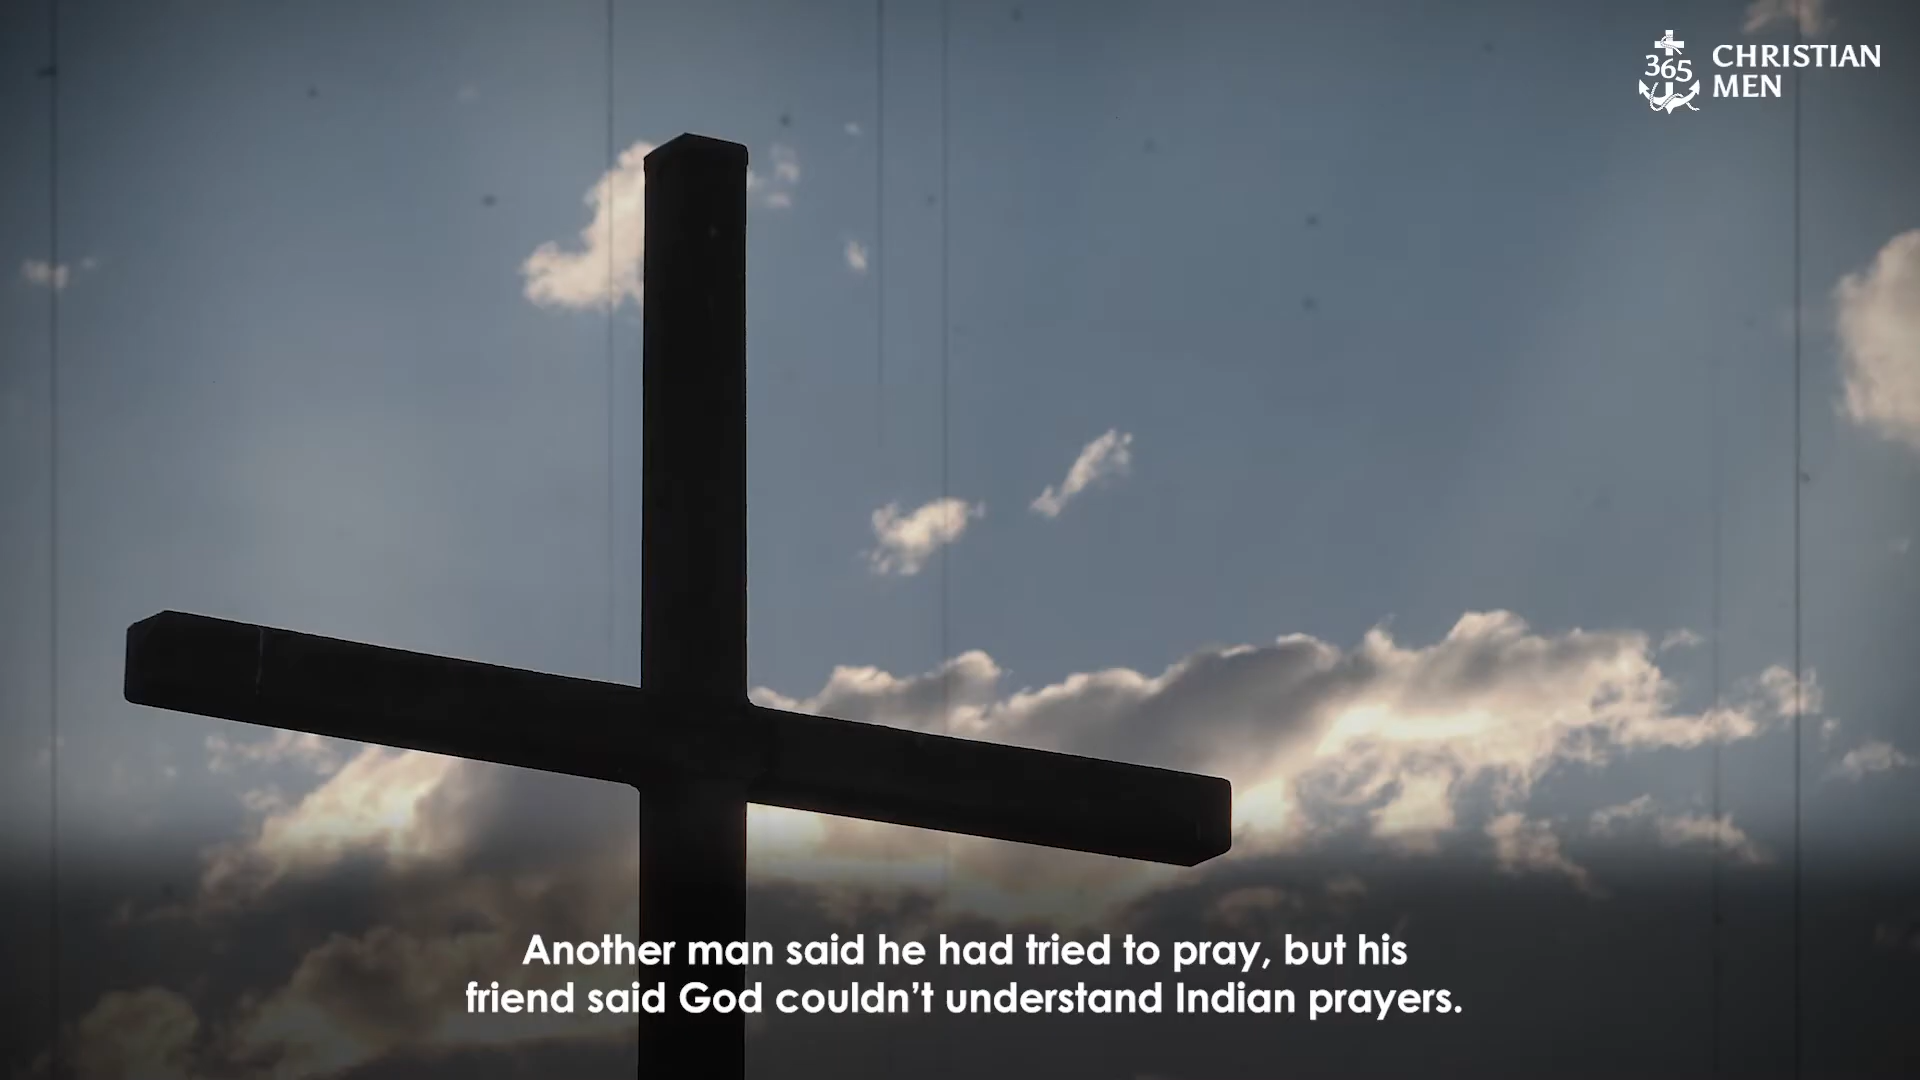 365
CHRISTIAN
MEN
Another man said he had tried to pray, but his
friend said God couldn’t understand Indian prayers.